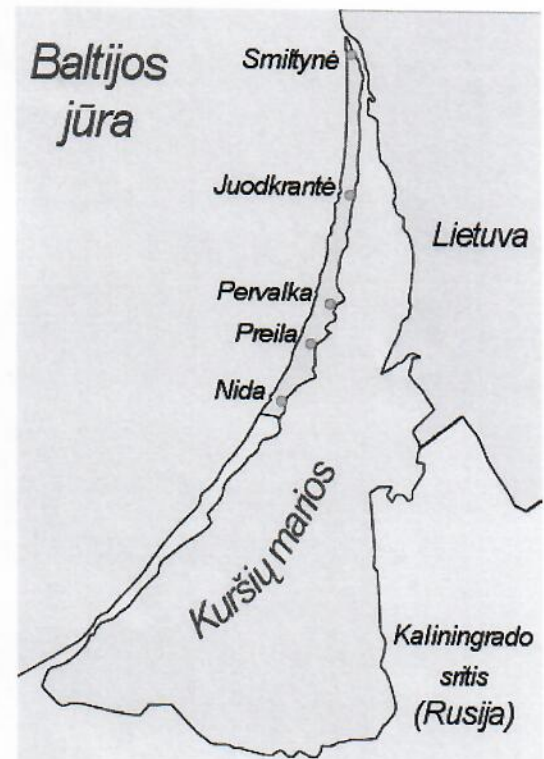 Baltijos
jūra
Smiltynė
Juodkrantė
Lietuva
Pervalka
Preila
Nida
Kuršių marios
Kaliningrado
sritis
(Rusija)